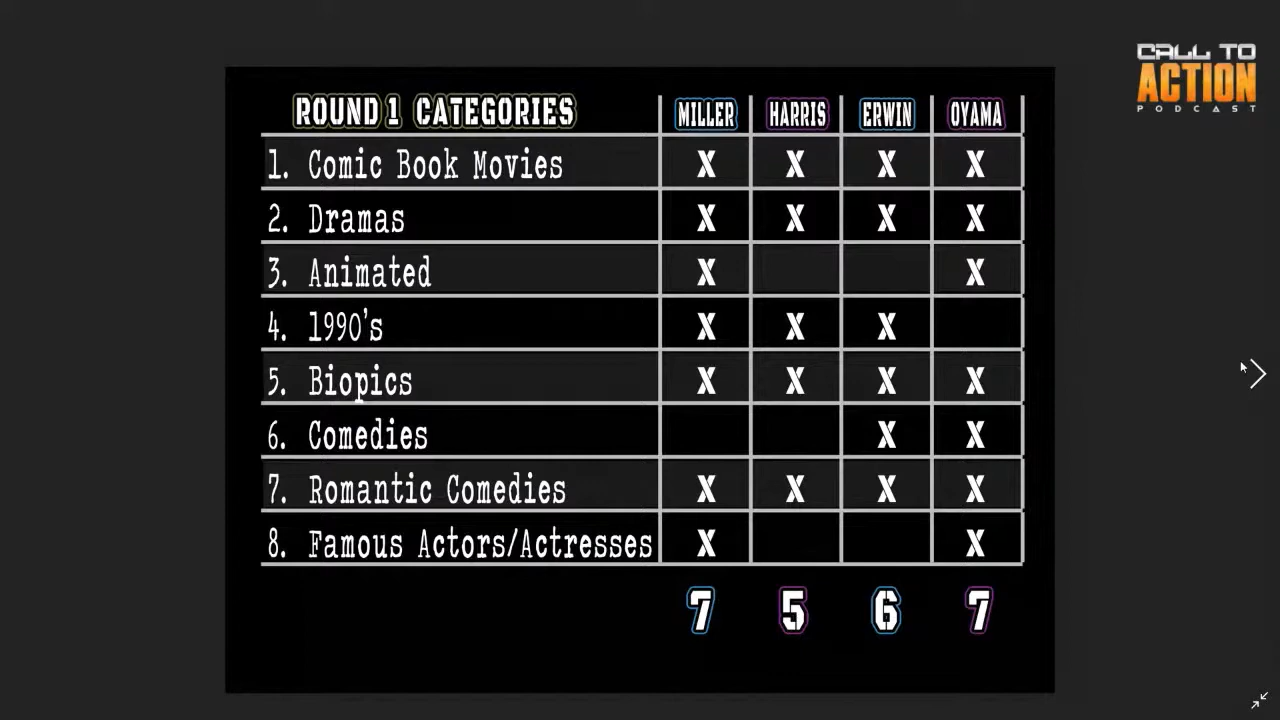 CALL TO
ACTION
PODCAST
ROUND 1 CATEGORIES MILLER HARRIS ERWIN OYAMA
1. Comic Book Movies X X X X
2. Dramas X X X X
3. Animated X X
4. 1990's X X X
5. Biopics X X X X
6. Comedies X X
7. Romantic Comedies X X X X
8. Famous Actors/Actresses X X
7 5 6 7